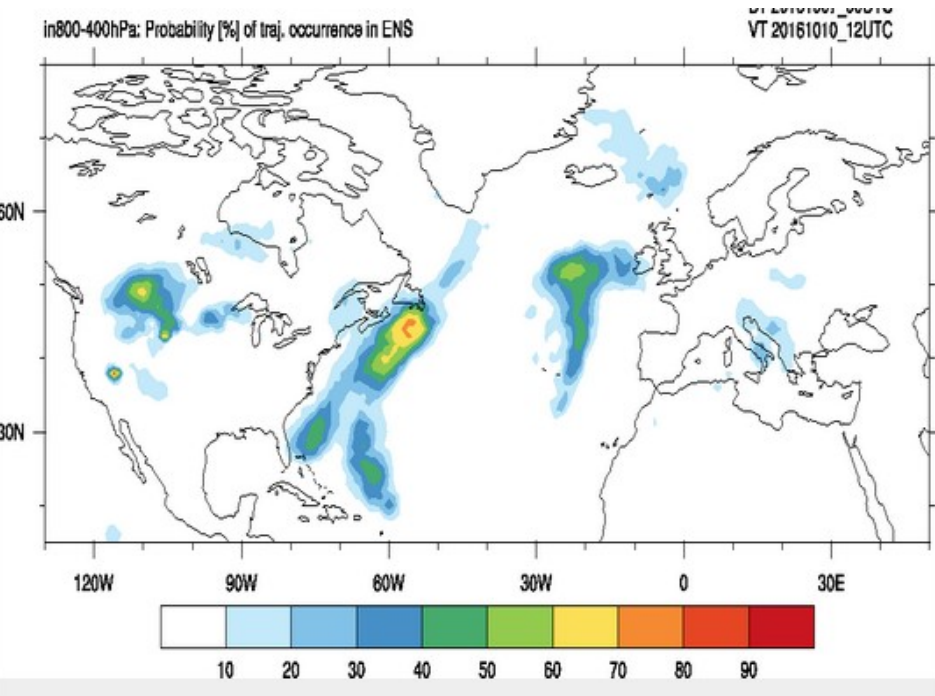 in800-400hPa: Probability [%] of traj. occurrence in ENS
VT 20161010_12UTC
60N
30N
120W 90W 60W 30W 0 30E
10 20 30 40 50 60 70 80 90